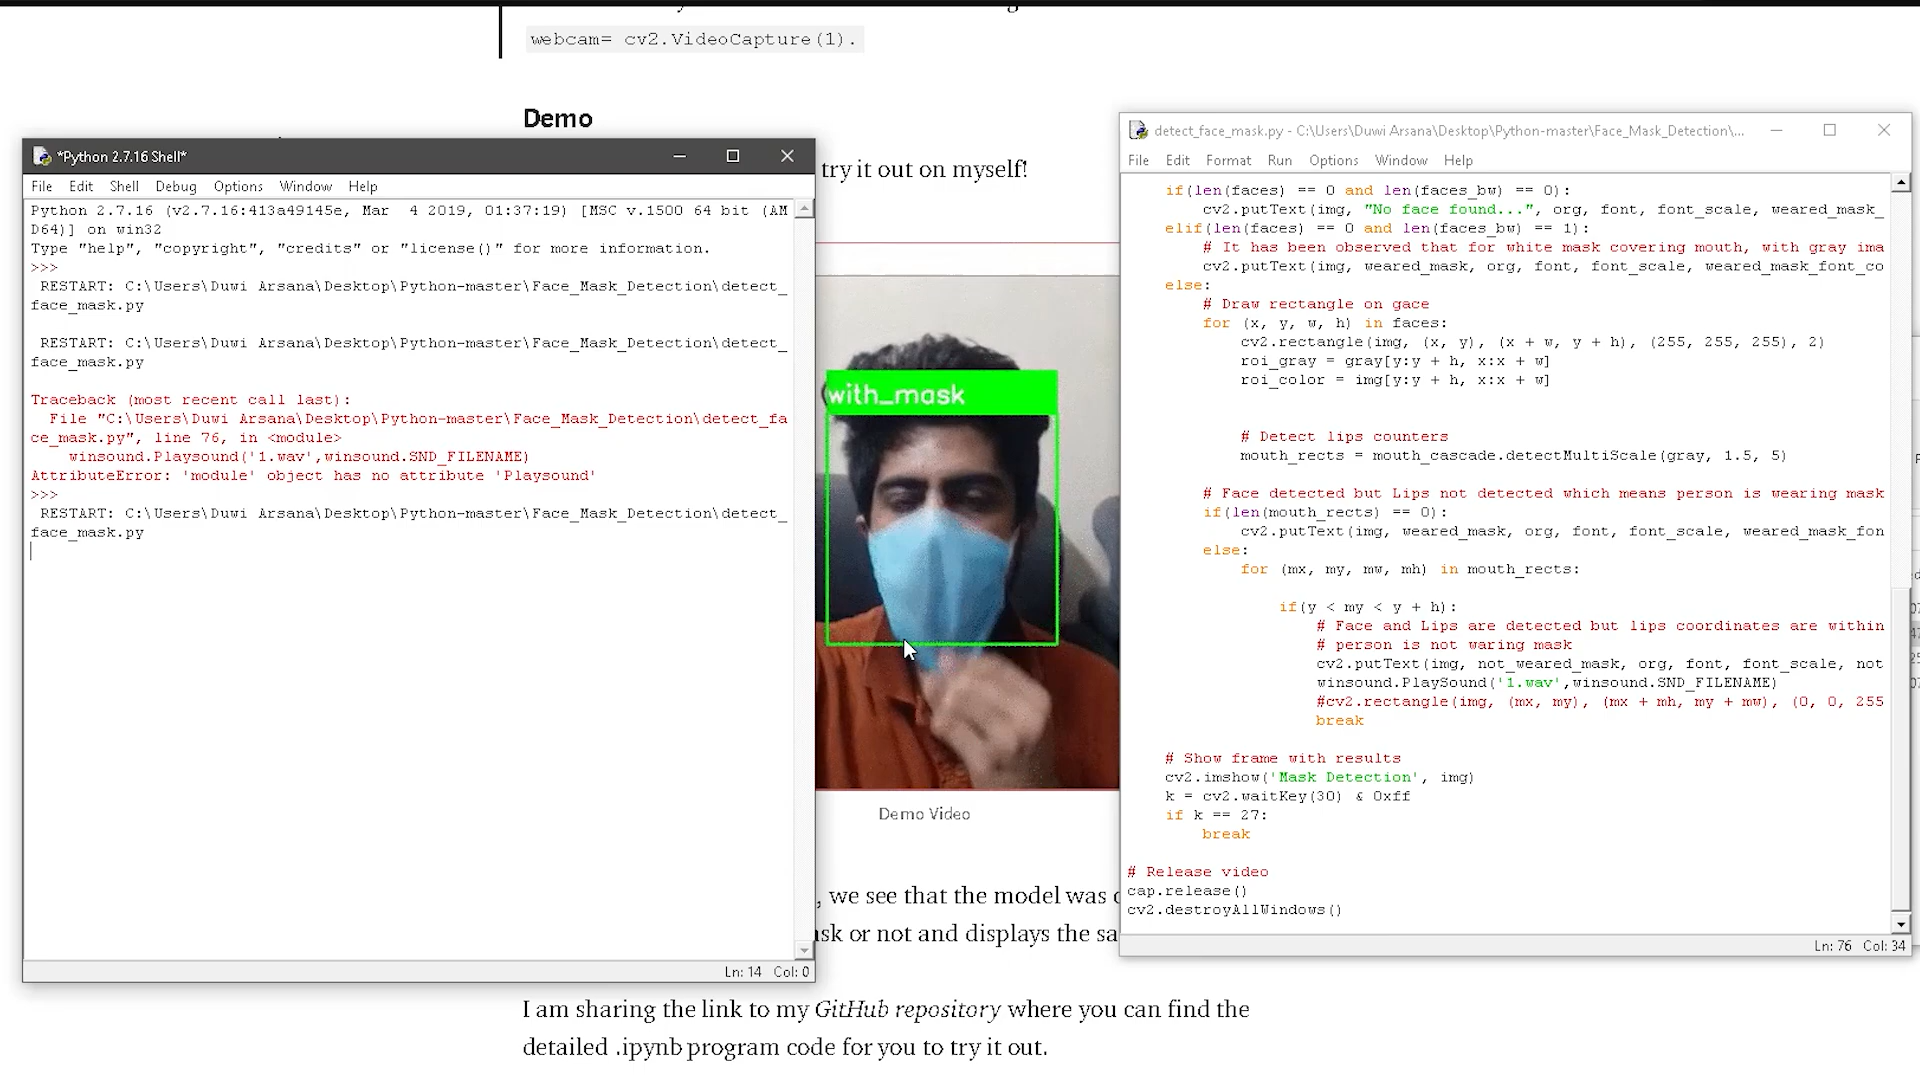 webcam= cv2.VideoCapture(1).
Demo
try it out on myself!
*Python 2.7.16 Shell*
File Edit Shell Debug Options Window Help
Python 2.7.16 (v2.7.16:413a49145e, Mar  4 2019, 01:37:19) [MSC v.1500 64 bit (AM
D64)] on win32
Type "help", "copyright", "credits" or "license()" for more information.
>>>
RESTART: C:\Users\Duwi Arsana\Desktop\Python-master\Face_Mask_Detection\detect_
face_mask.py
RESTART: C:\Users\Duwi Arsana\Desktop\Python-master\Face_Mask_Detection\detect_
face_mask.py
Traceback (most recent call last):
File "C:\Users\Duwi Arsana\Desktop\Python-master\Face_Mask_Detection\detect_fa
ce_mask.py", line 76, in <module>
winsound.Playsound('1.wav',winsound.SND_FILENAME)
AttributeError: 'module' object has no attribute 'Playsound'
>>>
RESTART: C:\Users\Duwi Arsana\Desktop\Python-master\Face_Mask_Detection\detect_
face_mask.py
Ln: 14 Col: 0
with_mask
Demo Video
, we see that the model was
ask or not and displays the sa
I am sharing the link to my GitHub repository where you can find the
detailed .ipynb program code for you to try it out.
detect_face_mask.py - C:\Users\Duwi Arsana\Desktop\Python-master\Face_Mask_Detection\...
File Edit Format Run Options Window Help
if(len(faces) == 0 and len(faces_bw) == 0):
cv2.putText(img, "No face found...", org, font, font_scale, weared_mask_
elif(len(faces) == 0 and len(faces_bw) == 1):
# It has been observed that for white mask covering mouth, with gray ima
cv2.putText(img, weared_mask, org, font, font_scale, weared_mask_font_co
else:
# Draw rectangle on gace
for (x, y, w, h) in faces:
cv2.rectangle(img, (x, y), (x + w, y + h), (255, 255, 255), 2)
roi_gray = gray[y:y + h, x:x + w]
roi_color = img[y:y + h, x:x + w]
# Detect lips counters
mouth_rects = mouth_cascade.detectMultiScale(gray, 1.5, 5)
# Face detected but Lips not detected which means person is wearing mask
if(len(mouth_rects) == 0):
cv2.putText(img, weared_mask, org, font, font_scale, weared_mask_fon
else:
for (mx, my, mw, mh) in mouth_rects:
if(y < my < y + h):
# Face and Lips are detected but lips coordinates are within
# person is not waring mask
cv2.putText(img, not_weared_mask, org, font, font_scale, not
winsound.PlaySound('1.wav',winsound.SND_FILENAME)
#cv2.rectangle(img, (mx, my), (mx + mh, my + mw), (0, 0, 255
break
# Show frame with results
cv2.imshow('Mask Detection', img)
k = cv2.waitKey(30) & 0xff
if k == 27:
break
# Release video
cap.release()
cv2.destroyAllWindows()
Ln: 76 Col: 34